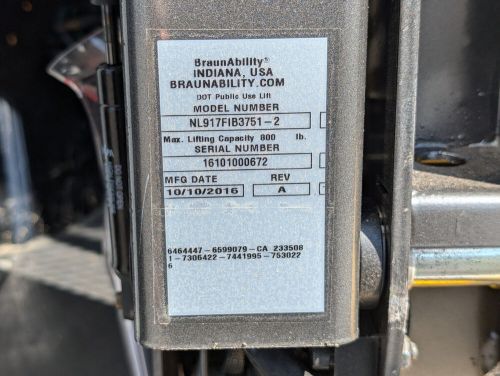 BraunAbility®
INDIANA, USA
BRAUNABILITY.COM
DOT Public Use Lift
MODEL NUMBER
NL917FIB3751-2
Max. Lifting Capacity 800 lb.
SERIAL NUMBER
16101000672
MFG DATE REV
10/10/2016 A
6464447-6599079-CA 233508
1-7306422-7441995-753022
6